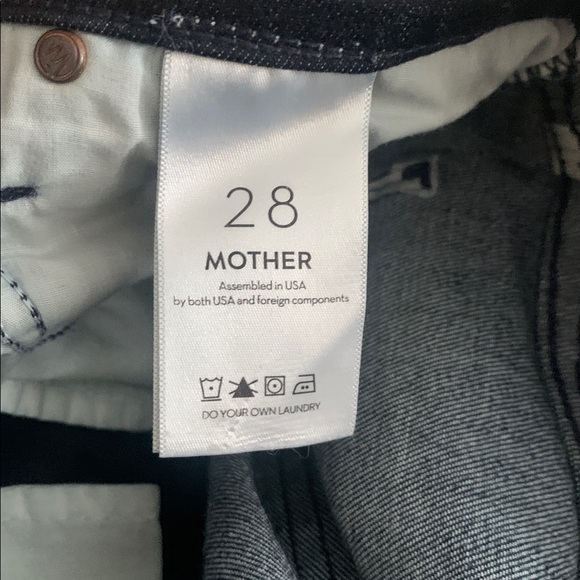 28
MOTHER
Assembled in USA
by both USA and foreign components
DO YOUR OWN LAUNDRY